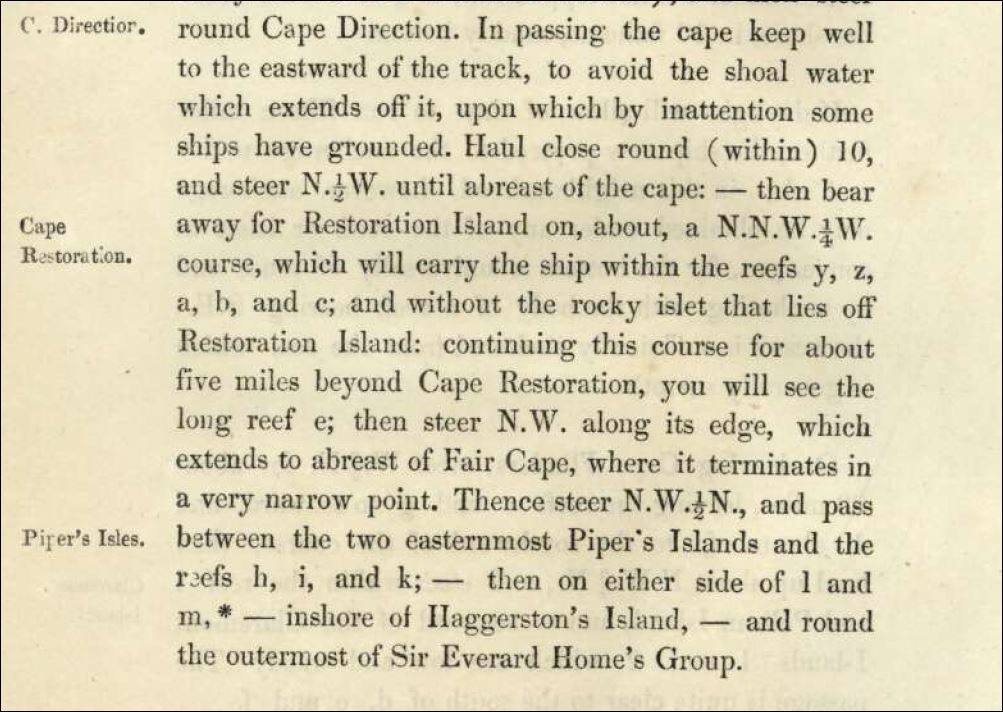 C. Direction.
round Cape Direction. In passing the cape keep well
to the eastward of the track, to avoid the shoal water
which extends off it, upon which by inattention some
ships have grounded. Haul close round (within) 10,
and steer N.½W. until abreast of the cape: — then bear
Cape
Restoration.
away for Restoration Island on, about, a N.N.W.¼W.
course, which will carry the ship within the reefs y, z,
a, b, and c; and without the rocky islet that lies off
Restoration Island: continuing this course for about
five miles beyond Cape Restoration, you will see the
long reef e; then steer N.W. along its edge, which
extends to abreast of Fair Cape, where it terminates in
a very narrow point. Thence steer N.W.½N., and pass
Piper's Isles.
between the two easternmost Piper's Islands and the
reefs h, i, and k; — then on either side of l and
m, * — inshore of Haggerston's Island, — and round
the outermost of Sir Everard Home's Group.